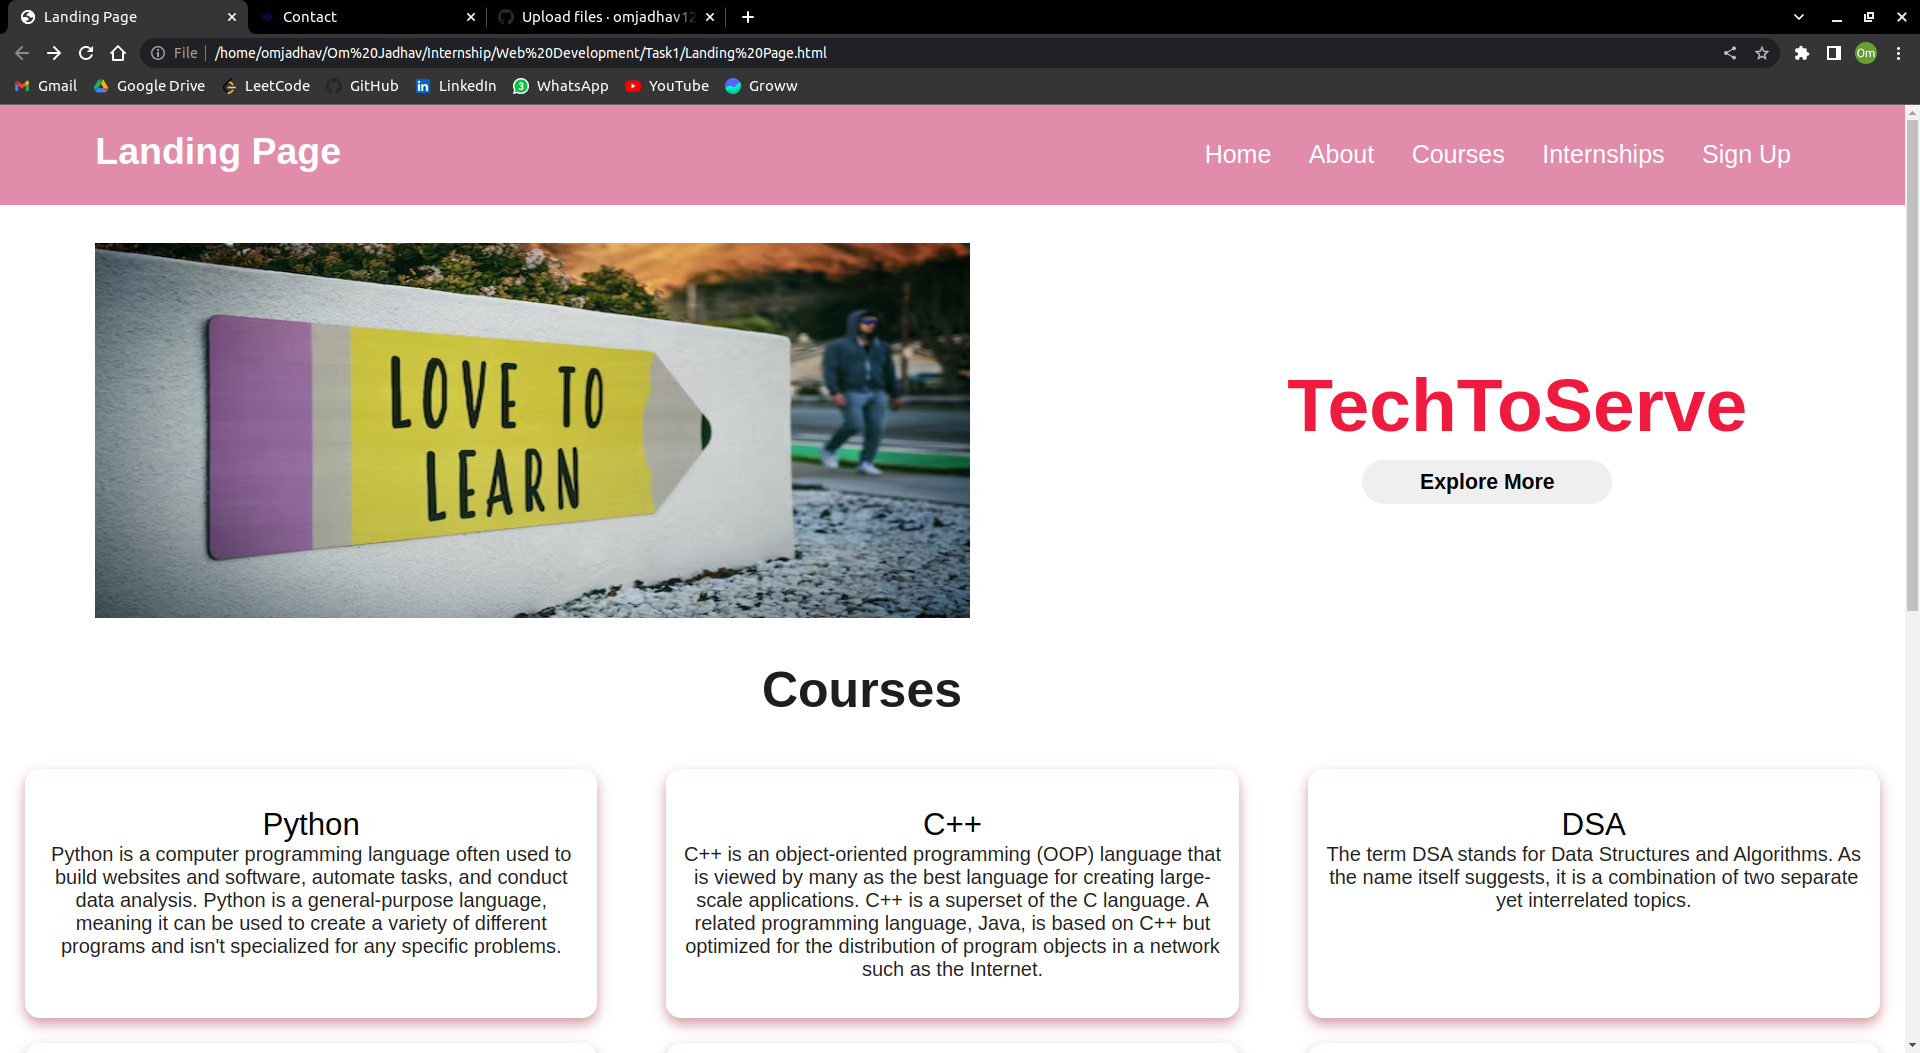 Landing Page
Contact
Upload files · omjadhav12
File
/home/omjadhav/Om%20Jadhav/Internship/Web%20Development/Task1/Landing%20Page.html
Om
Gmail
Google Drive
LeetCode
GitHub
LinkedIn
3
WhatsApp
YouTube
Groww
Landing Page
Home
About
Courses
Internships
Sign Up
LOVE TO
LEARN
TechToServe
Explore More
Courses
Python
Python is a computer programming language often used to
build websites and software, automate tasks, and conduct
data analysis. Python is a general-purpose language,
meaning it can be used to create a variety of different
programs and isn't specialized for any specific problems.
C++
C++ is an object-oriented programming (OOP) language that
is viewed by many as the best language for creating large-
scale applications. C++ is a superset of the C language. A
related programming language, Java, is based on C++ but
optimized for the distribution of program objects in a network
such as the Internet.
DSA
The term DSA stands for Data Structures and Algorithms. As
the name itself suggests, it is a combination of two separate
yet interrelated topics.